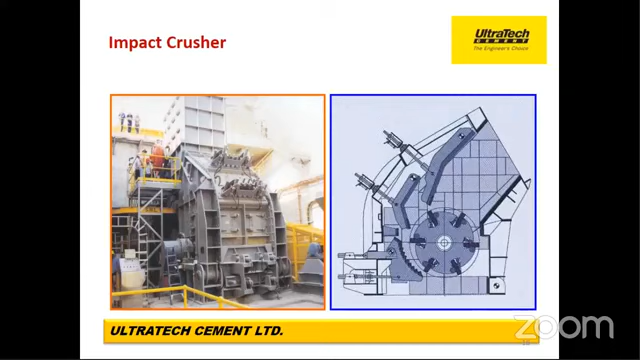 Impact Crusher
UltraTech
CEMENT
The Engineer's Choice
ULTRATECH CEMENT LTD.
zoom